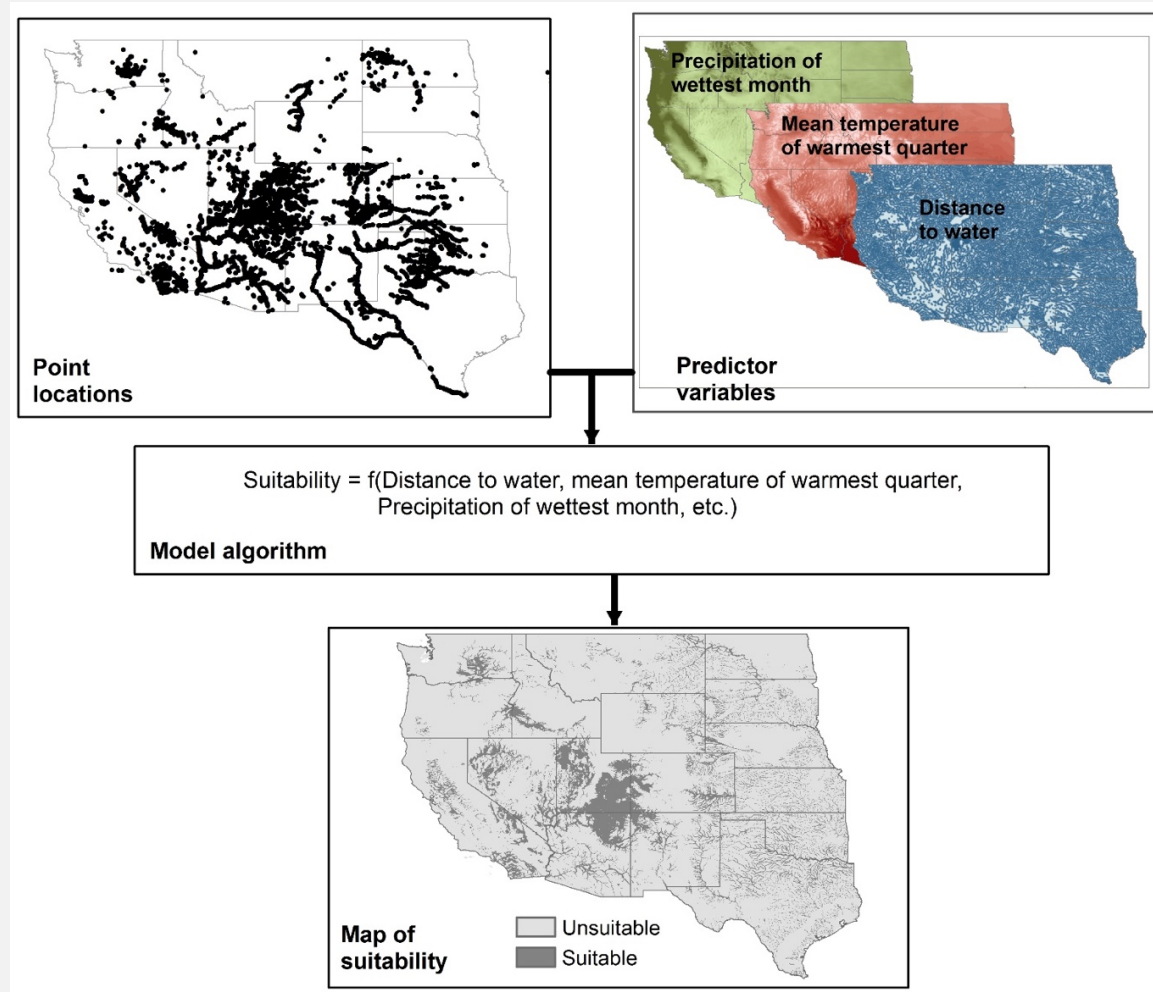 Point
locations
Precipitation of
wettest month
Mean temperature
of warmest quarter
Distance
to water
Predictor
variables
Suitability = f(Distance to water, mean temperature of warmest quarter,
Precipitation of wettest month, etc.)
Model algorithm
Map of
suitability
Unsuitable
Suitable